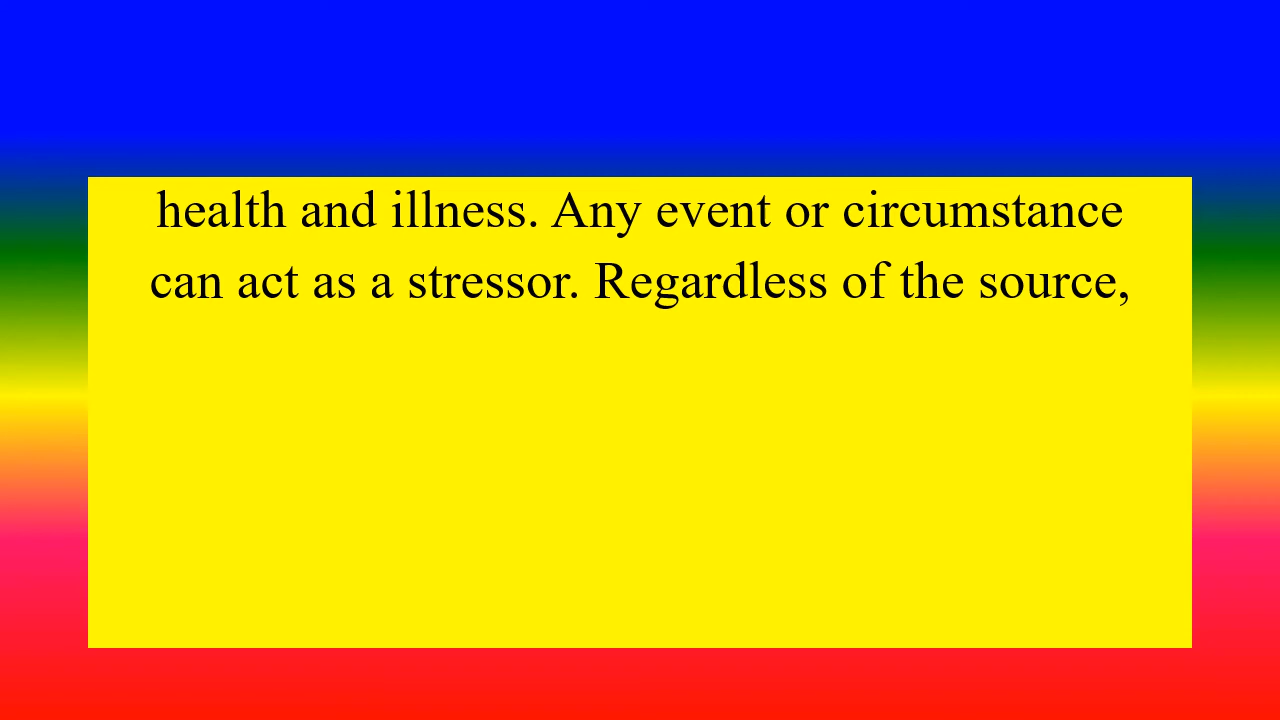 health and illness. Any event or circumstance
can act as a stressor. Regardless of the source,